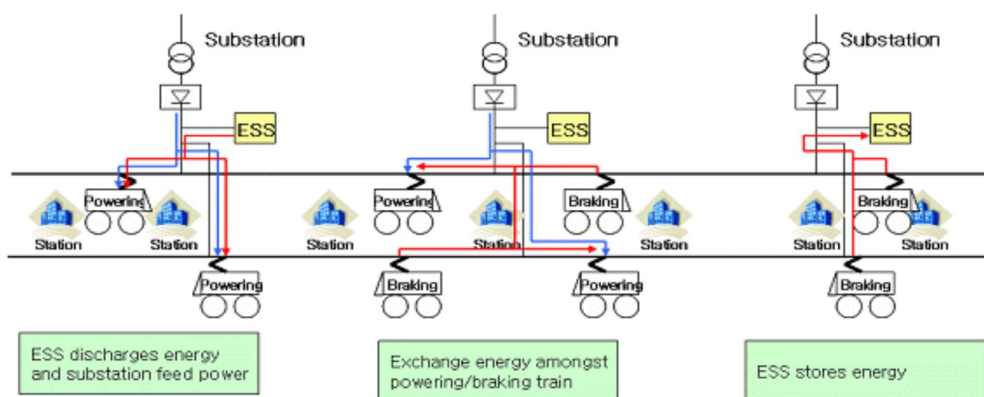 Substation
Substation
Substation
ESS
ESS
ESS
Powering
Powering
Braking
Braking
Station
Station
Station
Station
Station
Station
Station
Powering
Braking
Powering
Braking
ESS discharges energy
and substation feed power
Exchange energy amongst
powering/braking train
ESS stores energy